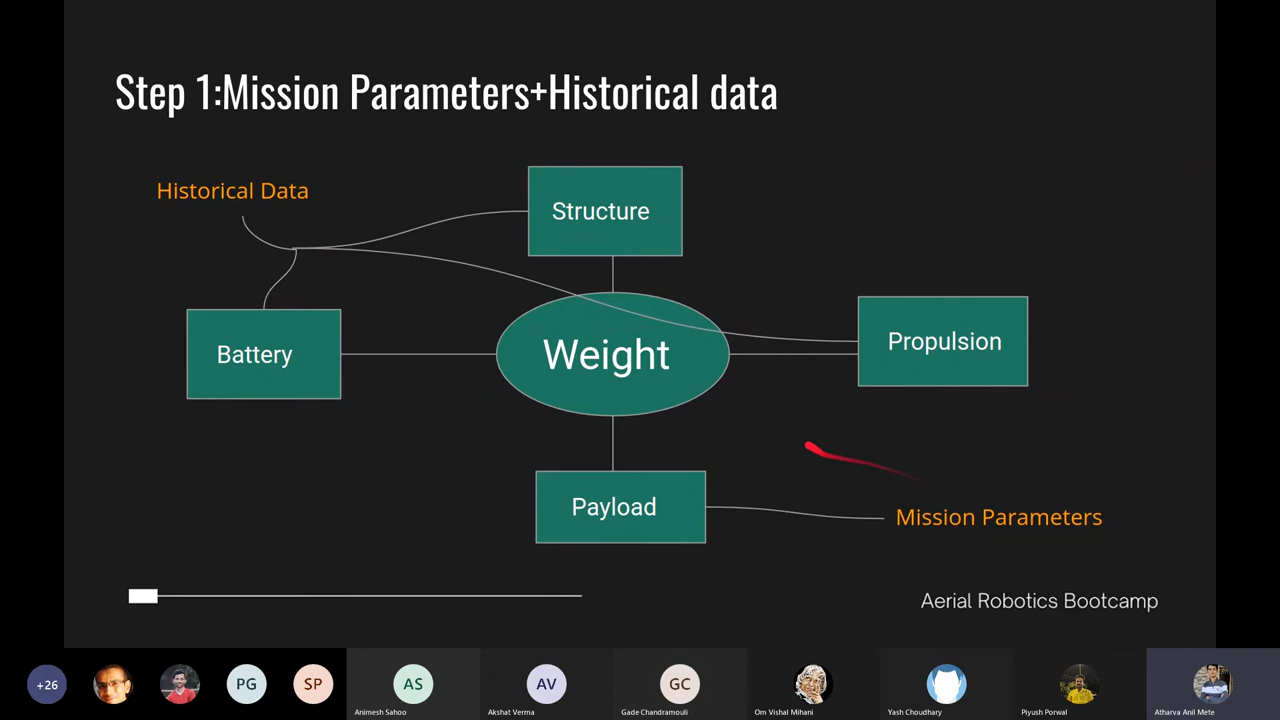 Step 1:Mission Parameters+Historical data
Historical Data
Structure
Battery
Weight
Propulsion
Payload
Mission Parameters
Aerial Robotics Bootcamp
+26
PG
SP
AS
AV
GC
Animesh Sahoo
Akshat Verma
Gade Chandramouli
Om Vishal Mihani
Yash Choudhary
Piyush Porwal
Atharva Anil Mete